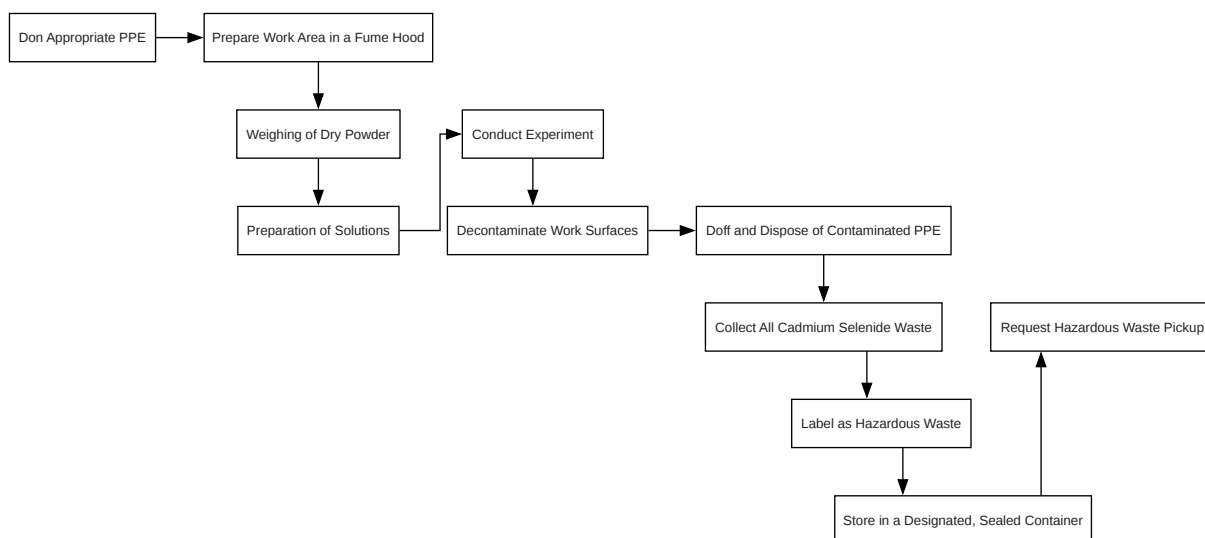 Don Appropriate PPE
Prepare Work Area in a Fume Hood
Weighing of Dry Powder
Conduct Experiment
Preparation of Solutions
Decontaminate Work Surfaces
Doff and Dispose of Contaminated PPE
Collect All Cadmium Selenide Waste
Request Hazardous Waste Pickup
Label as Hazardous Waste
Store in a Designated, Sealed Container